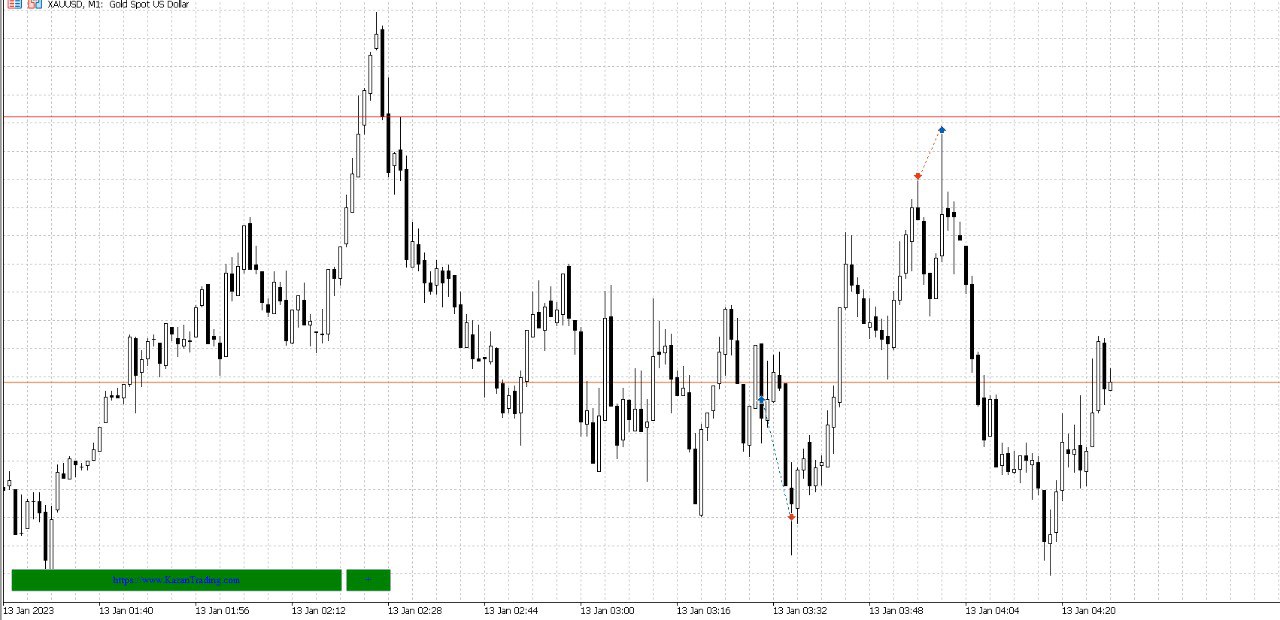 XAUUSD, M1: Gold Spot US Dollar
https://www.KasanTrading.com
13 Jan 2023 13 Jan 01:40 13 Jan 01:56 13 Jan 02:12 13 Jan 02:28 13 Jan 02:44 13 Jan 03:00 13 Jan 03:16 13 Jan 03:32 13 Jan 03:48 13 Jan 04:04 13 Jan 04:20